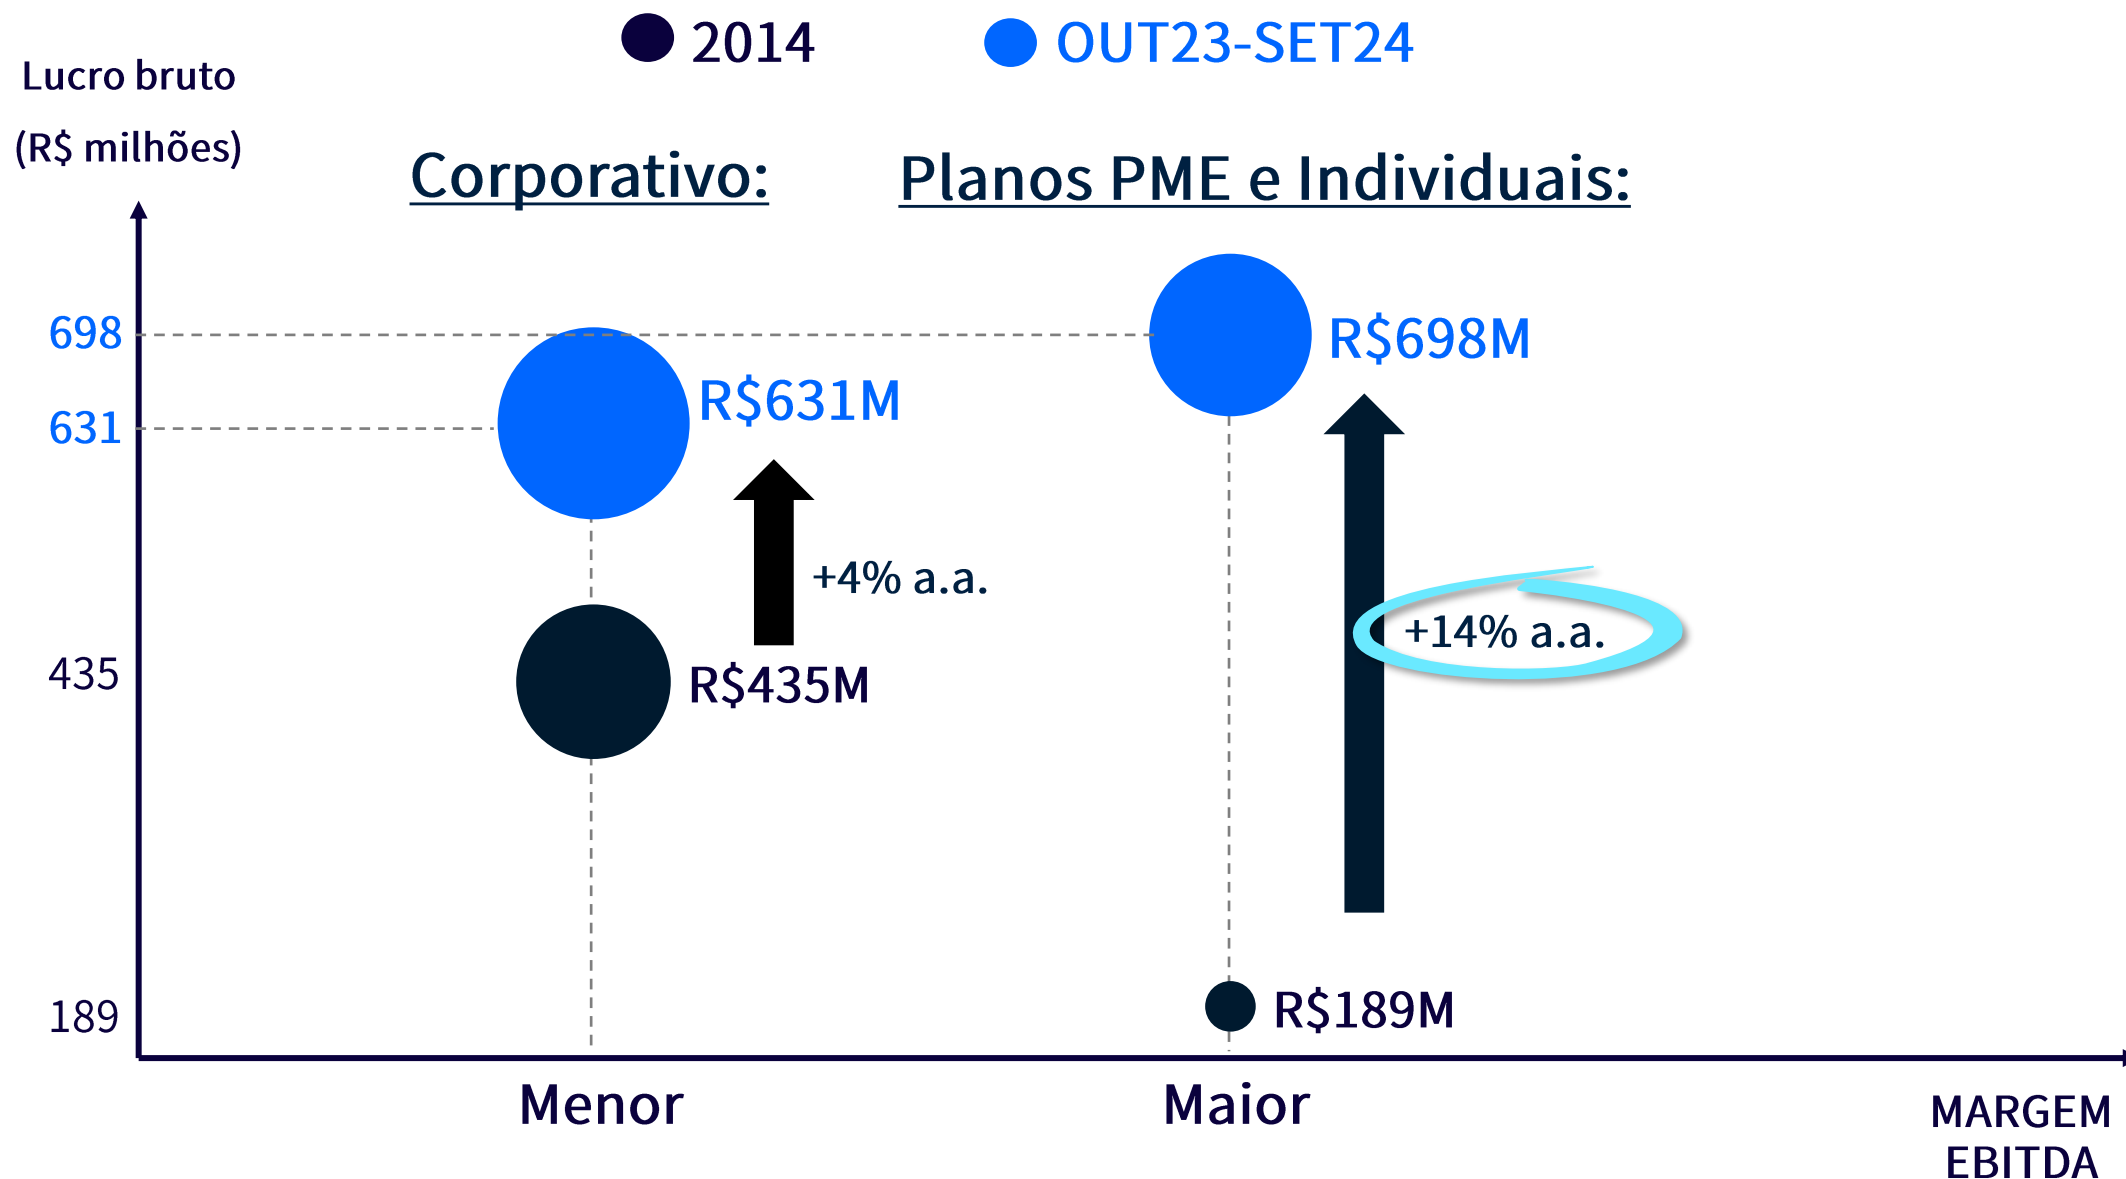 2014
OUT23-SET24
Lucro bruto
(R$ milhões)
Corporativo:
Planos PME e Individuais:
698
R$698M
R$631M
631
+4% a.a.
+14% a.a.
435
R$435M
189
R$189M
Menor
Maior
MARGEM
EBITDA